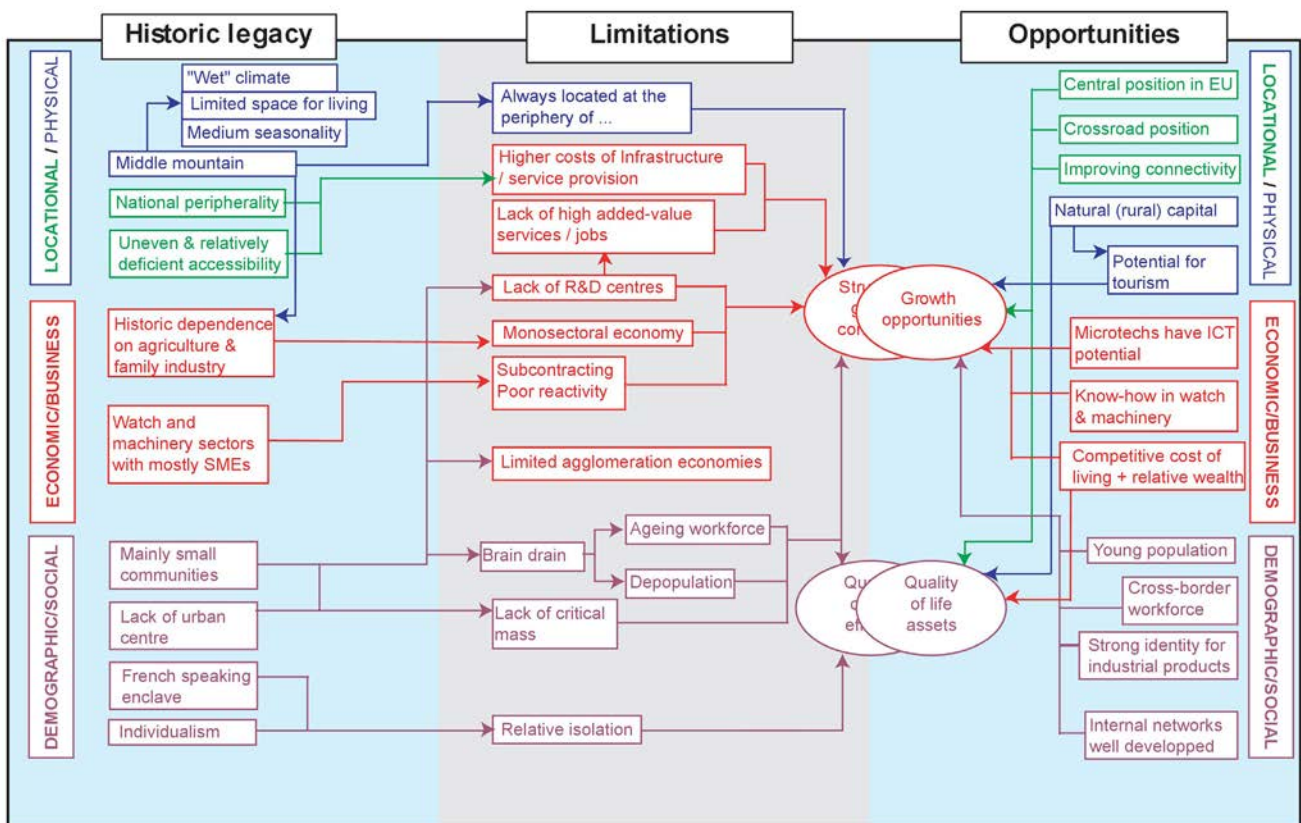 Historic legacy
Limitations
Opportunities
LOCATIONAL / PHYSICAL
ECONOMIC/BUSINESS
DEMOGRAPHIC/SOCIAL
"Wet" climate
Limited space for living
Medium seasonality
Middle mountain
National peripherality
Uneven & relatively
deficient accessibility
Historic dependence
on agriculture &
family industry
Watch and
machinery sectors
with mostly SMEs
Mainly small
communities
Lack of urban
centre
French speaking
enclave
Individualism
Always located at the
periphery of ...
Higher costs of Infrastructure
/ service provision
Lack of high added-value
services / jobs
Lack of R&D centres
Monosectoral economy
Subcontracting
Poor reactivity
Limited agglomeration economies
Brain drain
Ageing workforce
Depopulation
Lack of critical
mass
Relative isolation
Growth
opportunities
Quality
of life
assets
Central position in EU
Crossroad position
Improving connectivity
Natural (rural) capital
Potential for
tourism
Microtechs have ICT
potential
Know-how in watch
& machinery
Competitive cost of
living + relative wealth
Young population
Cross-border
workforce
Strong identity for
industrial products
Internal networks
well developped
LOCATIONAL / PHYSICAL
ECONOMIC/BUSINESS
DEMOGRAPHIC/SOCIAL